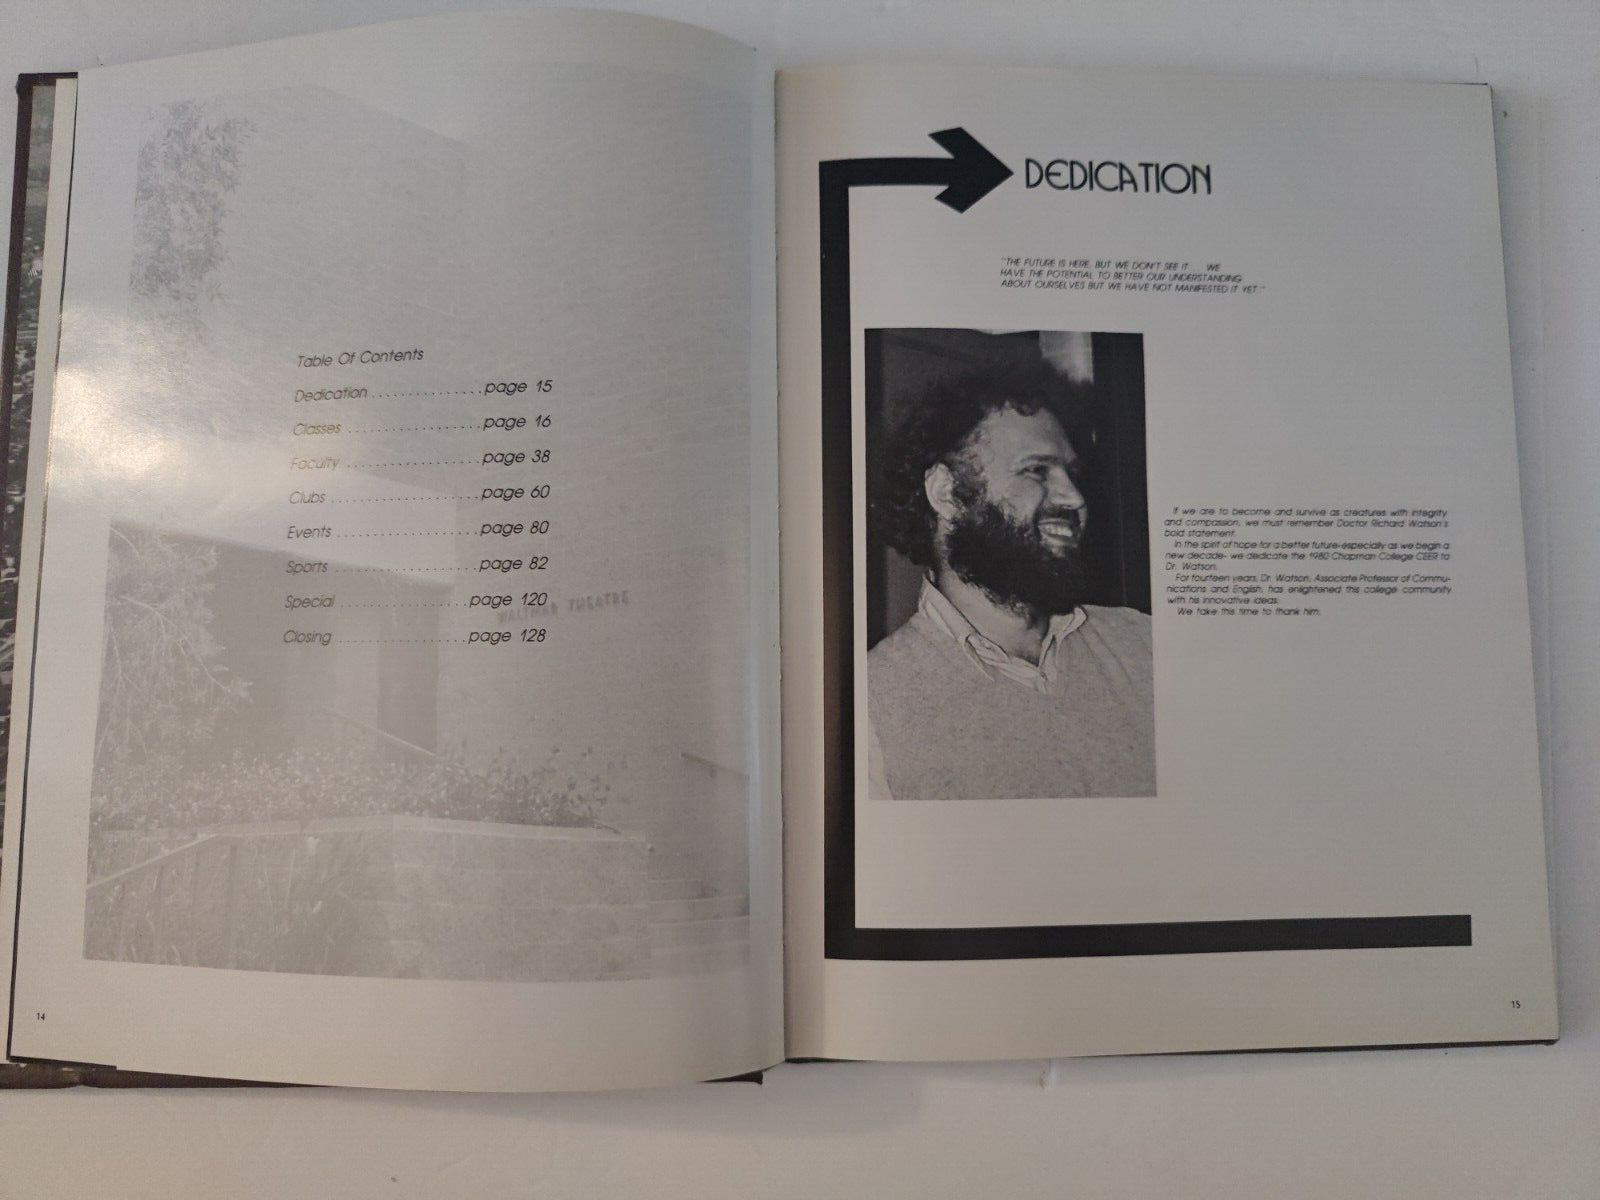 Table Of Contents
Dedication ............... page 15
Classes ................... page 16
Faculty ................... page 38
Clubs ..................... page 60
Events .................... page 80
Sports .................... page 82
Special ................... page 120
Closing ................... page 128
WALTMAR THEATRE
14
DEDICATION
"THE FUTURE IS HERE, BUT WE DON'T SEE IT WE
HAVE THE POTENTIAL TO BETTER OUR UNDERSTANDING
ABOUT OURSELVES BUT WE HAVE NOT MANIFESTED IT YET."
If we are to become and survive as creatures with integrity
and compassion, we must remember Doctor Richard Watson's
bold statement.
In the spirit of hope for a better future-especially as we begin a
new decade- we dedicate the 1980 Chapman College CEER to
Dr. Watson.
For fourteen years, Dr. Watson, Associate Professor of Commu-
nications and English, has enlightened this college community
with his innovative ideas.
We take this time to thank him.
15